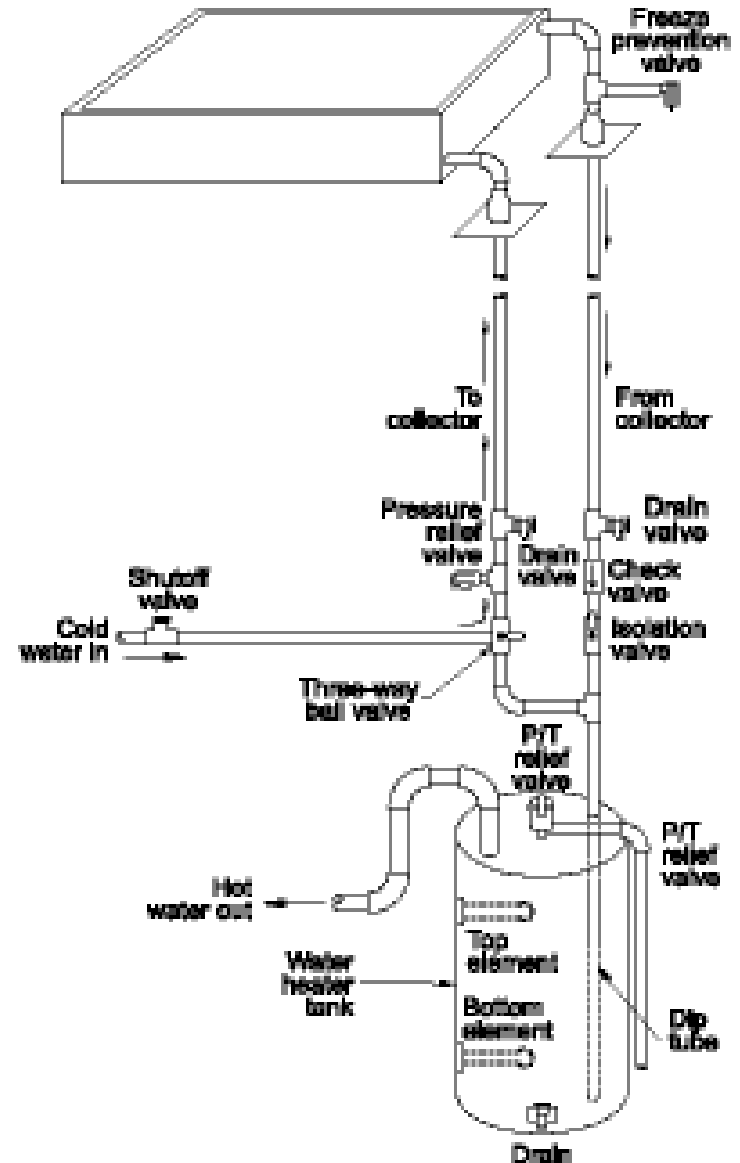 Freeze
prevention
valve
To
collector
From
collector
Pressure
relief
valve
Drain
valve
Drain
valve
Shutoff
valve
Check
valve
Cold
water in
Isolation
valve
Three-way
ball valve
P/T
relief
valve
P/T
relief
valve
Hot
water out
Top
element
Water
heater
tank
Bottom
element
Dip
tube
Drain